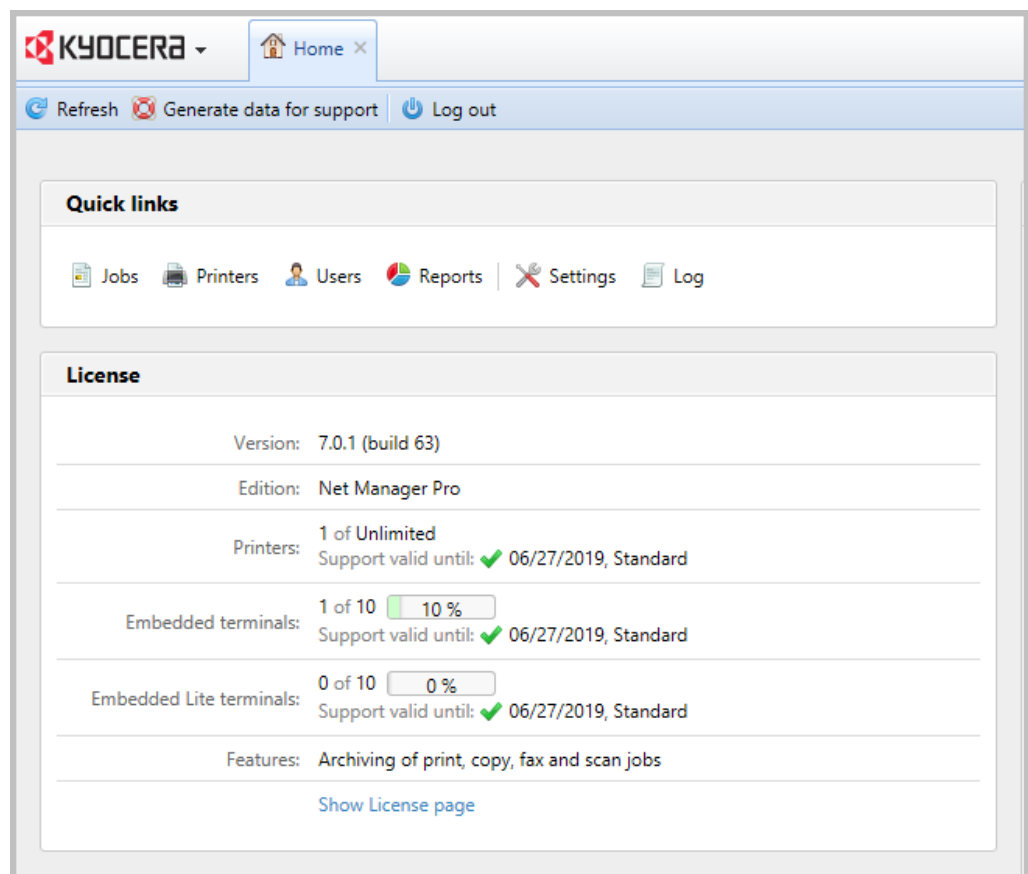 KYOCERA Home
Refresh Generate data for support Log out
Quick links
Jobs Printers Users Reports Settings Log
License
Version: 7.0.1 (build 63)
Edition: Net Manager Pro
Printers: 1 of Unlimited
Support valid until: 06/27/2019, Standard
Embedded terminals: 1 of 10 10 %
Support valid until: 06/27/2019, Standard
Embedded Lite terminals: 0 of 10 0 %
Support valid until: 06/27/2019, Standard
Features: Archiving of print, copy, fax and scan jobs
Show License page